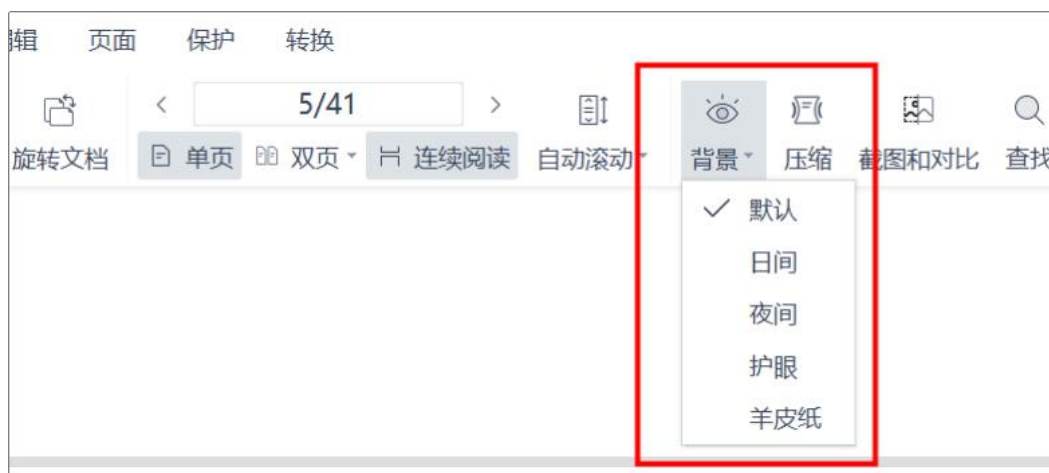 辑 页面 保护 转换
5/41
旋转文档 单页 双页 连续阅读 自动滚动 背景 压缩 截图和对比 查找
默认
日间
夜间
护眼
羊皮纸